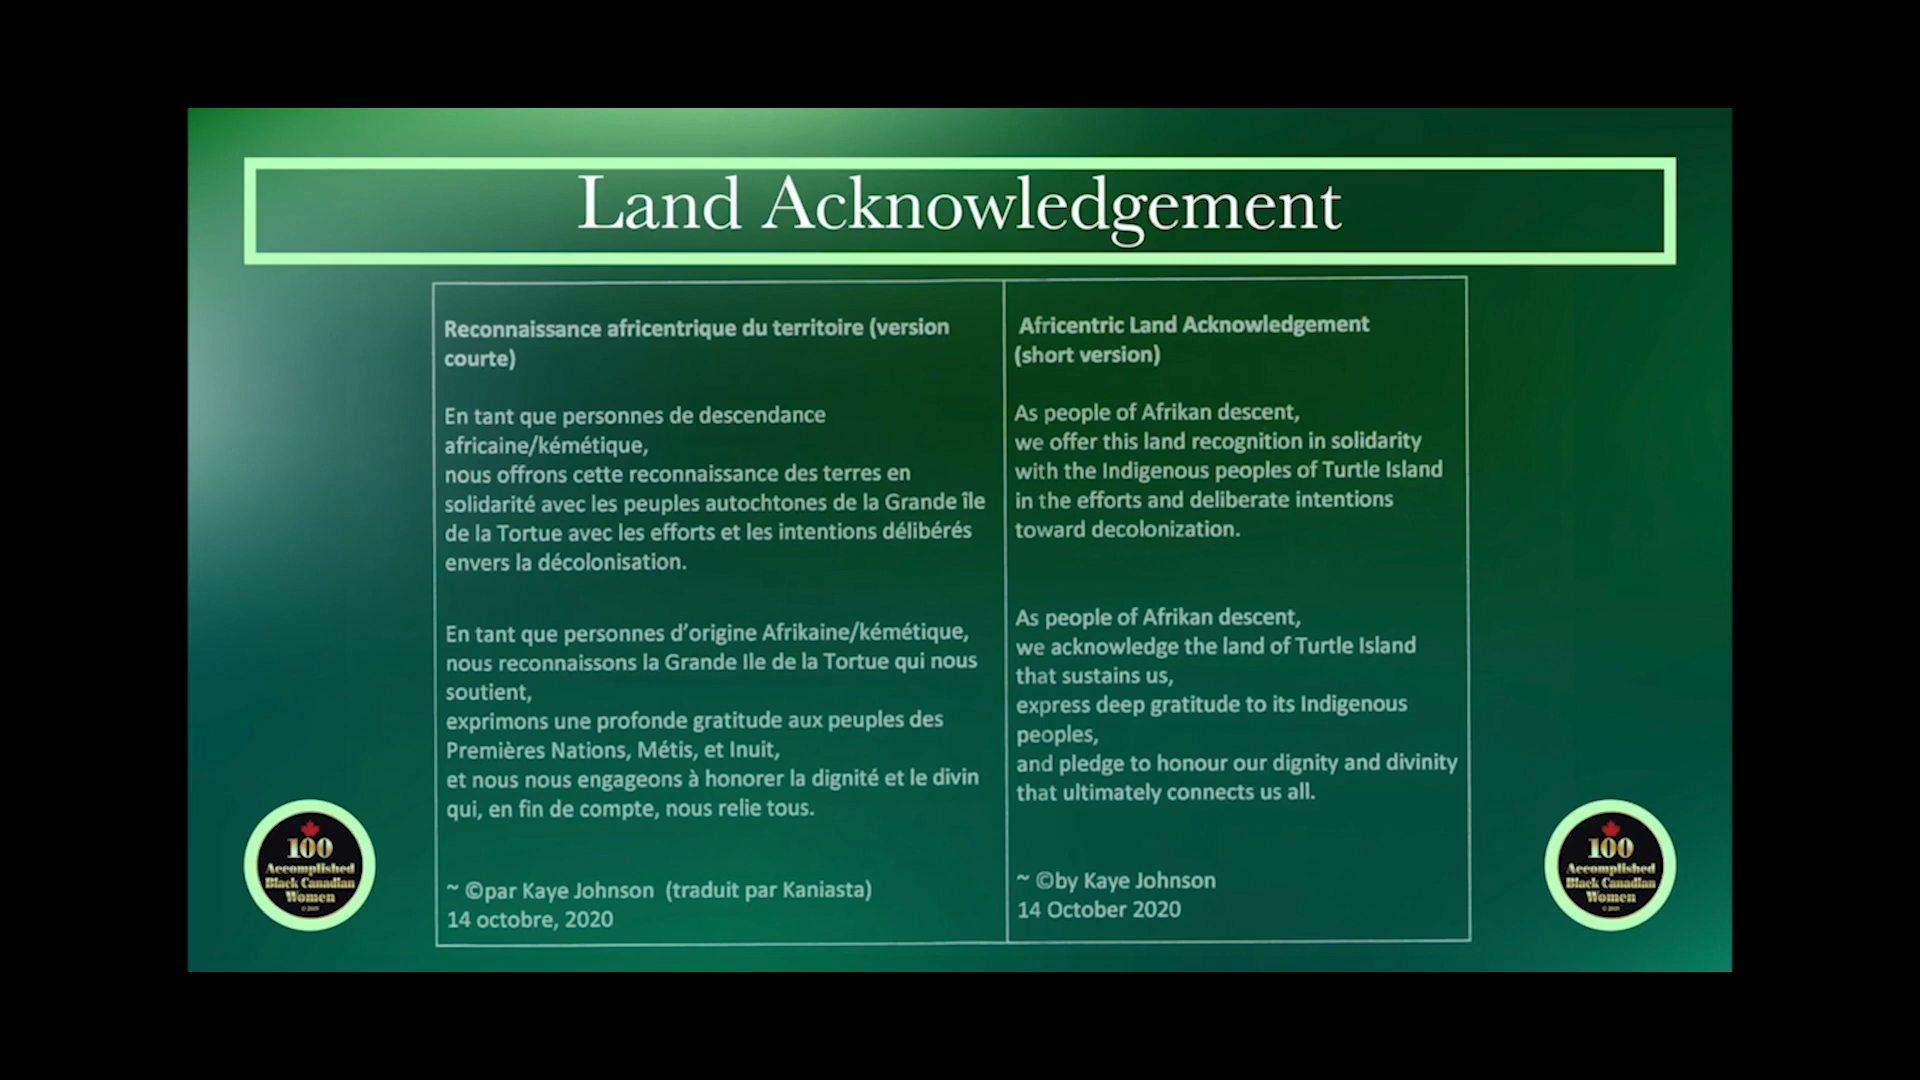 Land Acknowledgement
Reconnaissance africentrique du territoire (version
courte)
En tant que personnes de descendance
africaine/kémétique,
nous offrons cette reconnaissance des terres en
solidarité avec les peuples autochtones de la Grande île
de la Tortue avec les efforts et les intentions délibérés
envers la décolonisation.
En tant que personnes d’origine Afrikaine/kémétique,
nous reconnaissons la Grande Ile de la Tortue qui nous
soutient,
exprimons une profonde gratitude aux peuples des
Premières Nations, Métis, et Inuit,
et nous nous engageons à honorer la dignité et le divin
qui, en fin de compte, nous relie tous.
~ ©par Kaye Johnson (traduit par Kaniasta)
14 octobre, 2020
Africentric Land Acknowledgement
(short version)
As people of Afrikan descent,
we offer this land recognition in solidarity
with the Indigenous peoples of Turtle Island
in the efforts and deliberate intentions
toward decolonization.
As people of Afrikan descent,
we acknowledge the land of Turtle Island
that sustains us,
express deep gratitude to its Indigenous
peoples,
and pledge to honour our dignity and divinity
that ultimately connects us all.
~ ©by Kaye Johnson
14 October 2020
100
Accomplished
Black Canadian
Women
© 2019
100
Accomplished
Black Canadian
Women
© 2019